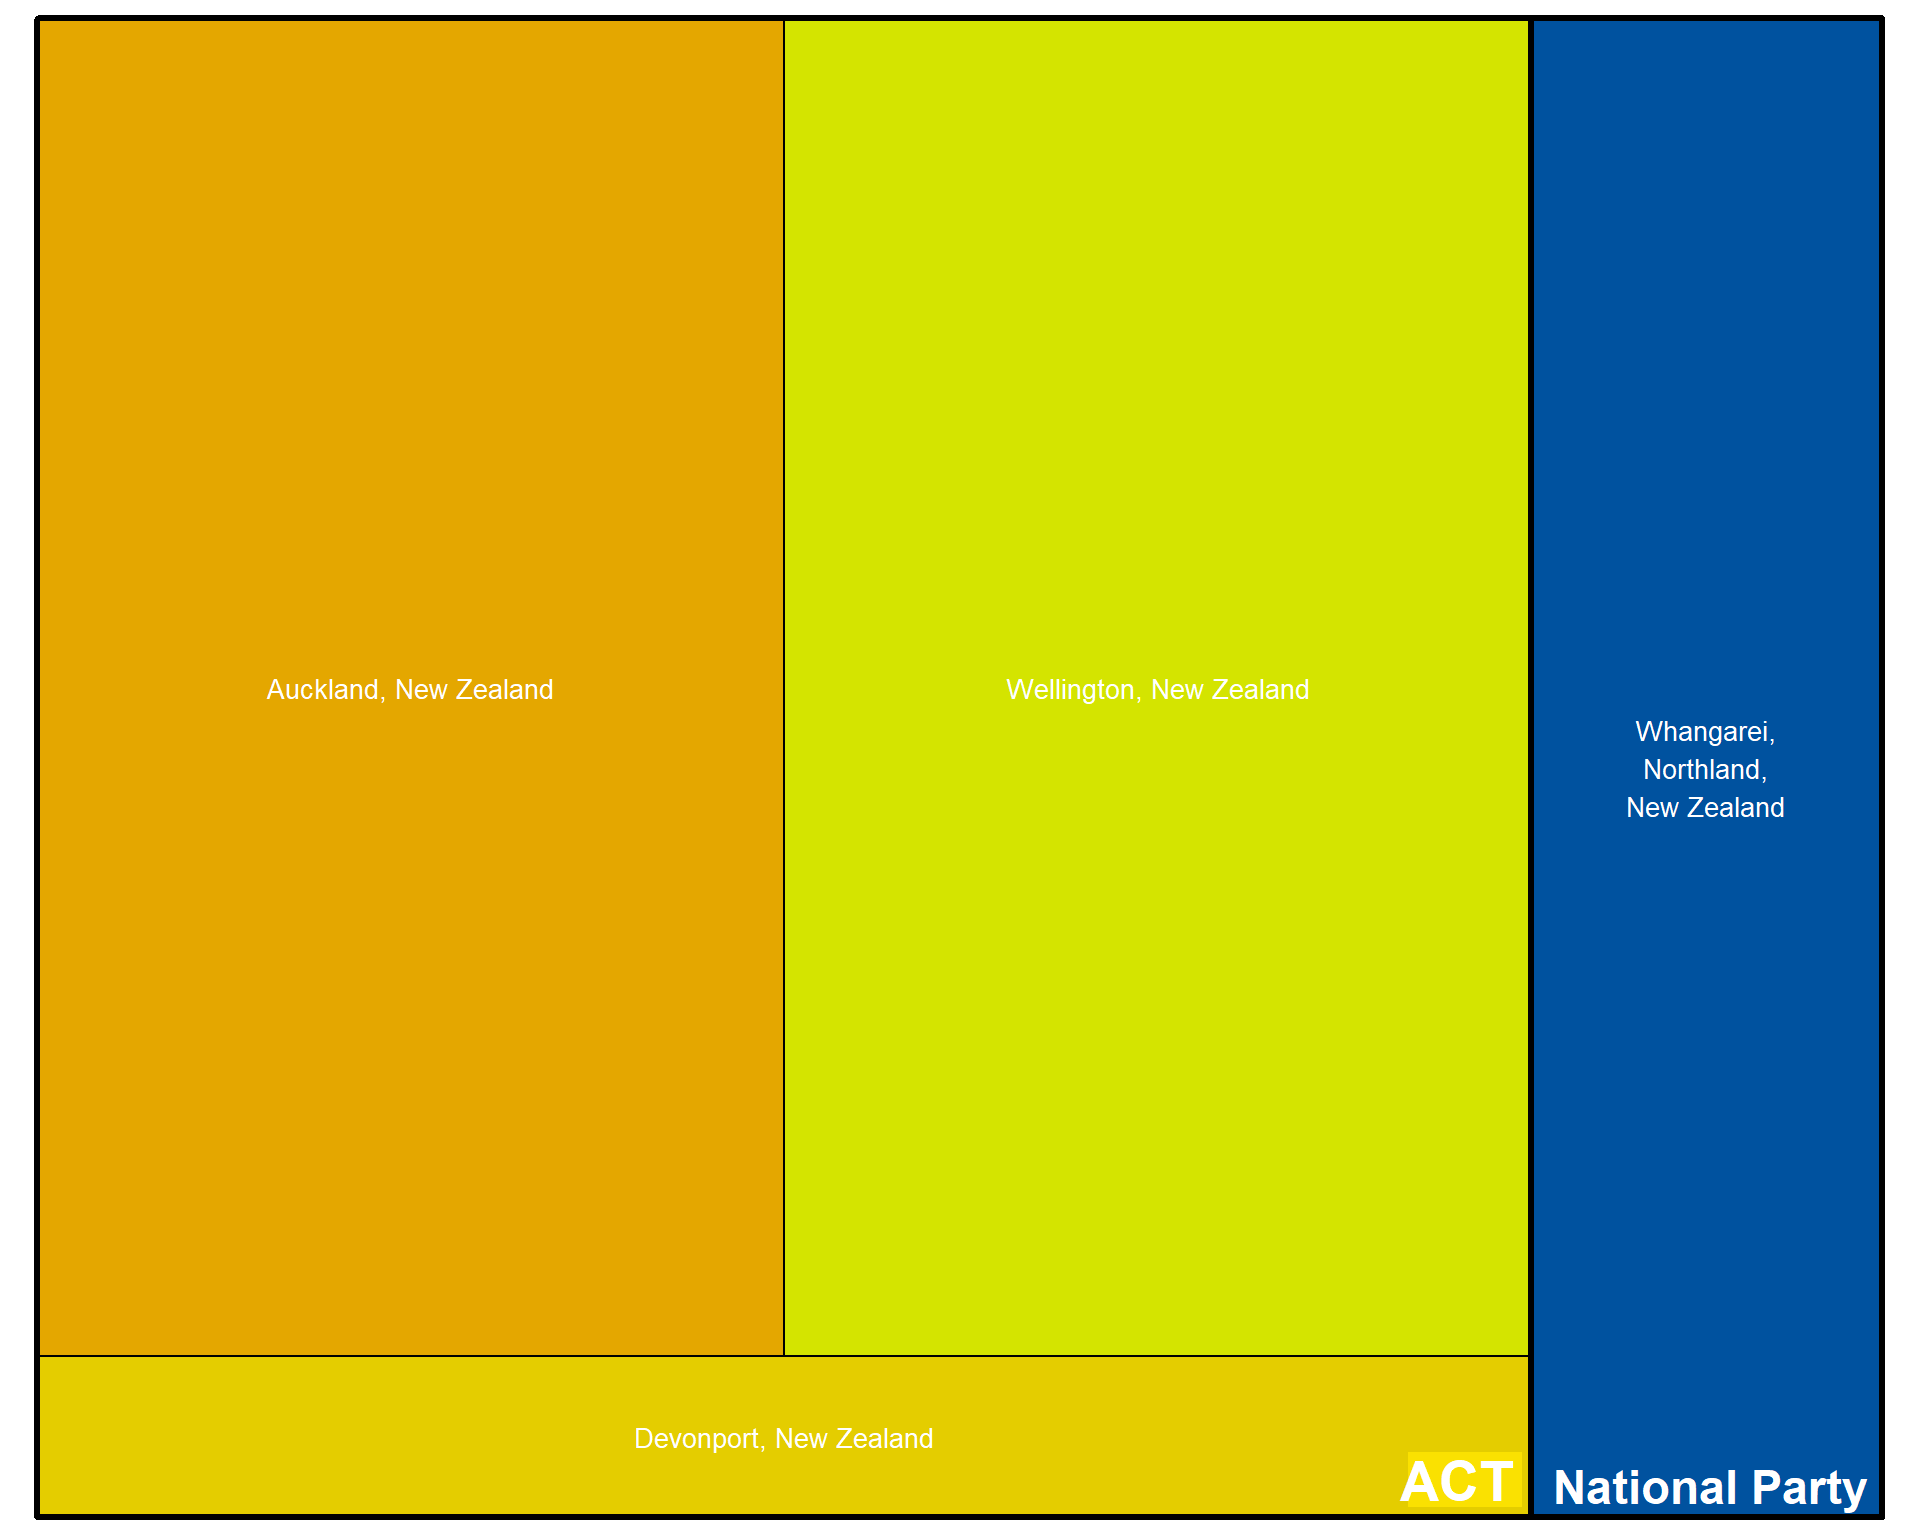 Auckland, New Zealand
Wellington, New Zealand
Whangarei,
Northland,
New Zealand
Devonport, New Zealand
ACT
National Party